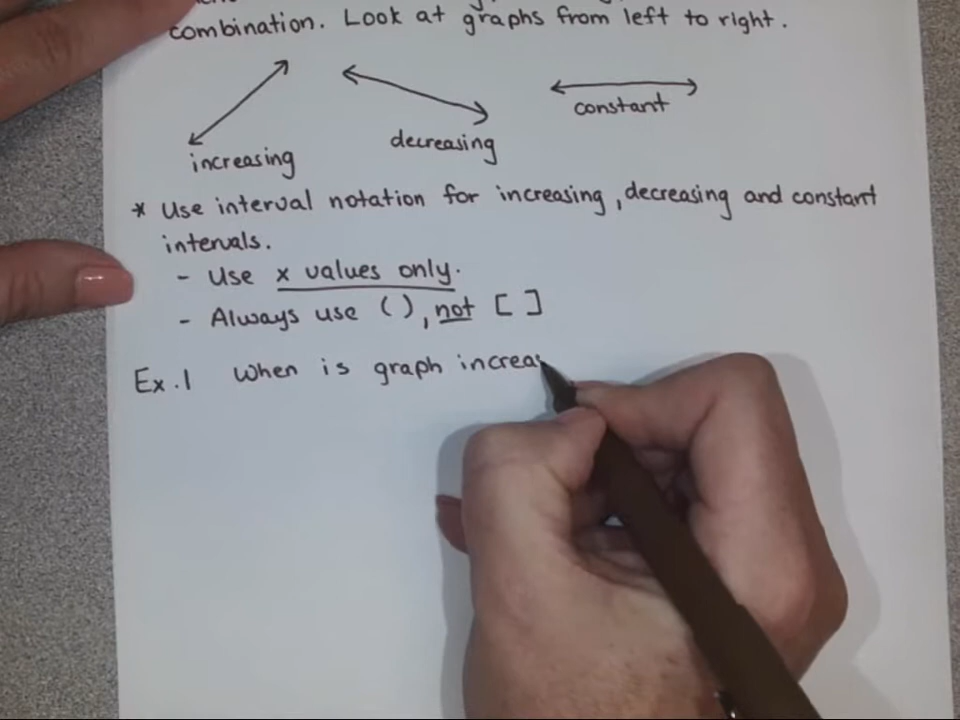 combination. Look at graphs from left to right.
increasing
decreasing
constant
* Use interval notation for increasing, decreasing and constant
intervals.
- Use x values only.
- Always use ( ), not [ ]
Ex. 1 When is graph increas